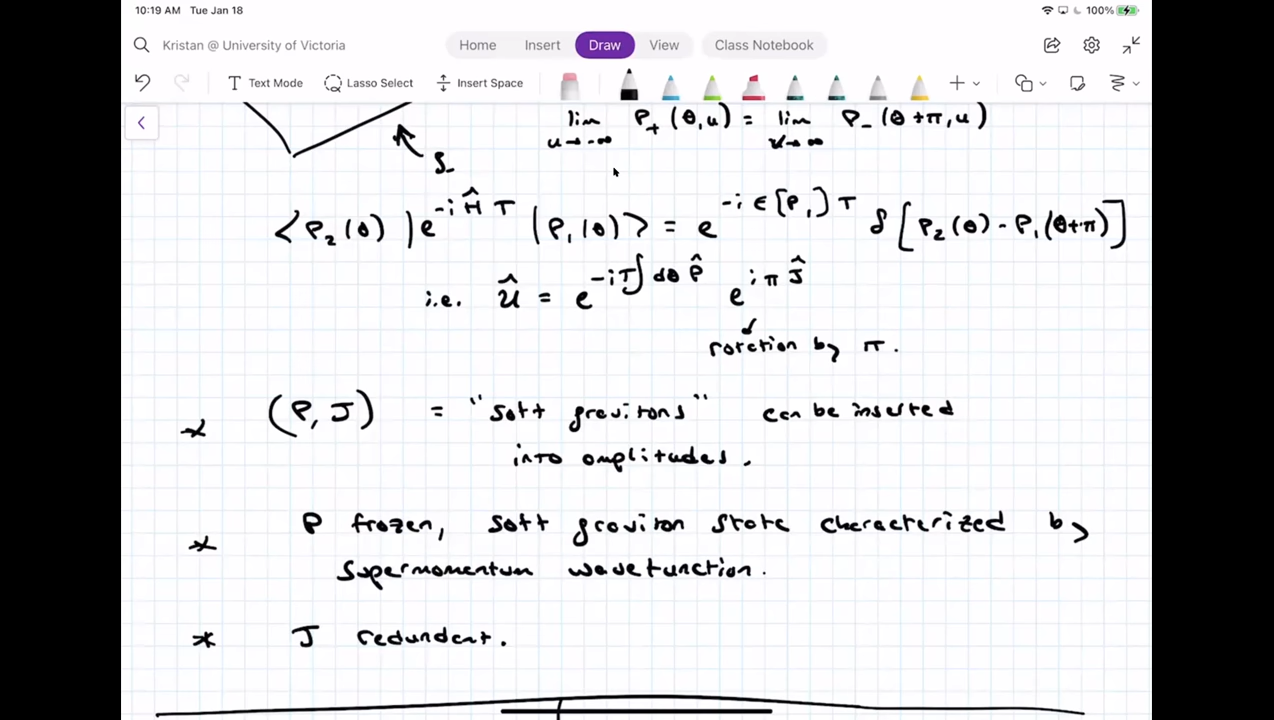 10:19 AM Tue Jan 18
100%
Kristan @ University of Victoria
Home Insert Draw View Class Notebook
Text Mode Lasso Select Insert Space
lim P₊(θ,u) = lim P₋(θ+π,u)
u→-∞ v→∞
S₋
<P₂(θ)|e^{-iĤT}|P₁(θ)> = e^{-iE[P₁]T} δ[P₂(θ) - P₁(θ+π)]
i.e. Û = e^{-iT∫dθ P̂} e^{iπĴ}
rotation by π.
* (P, J) = "soft gravitons" can be inserted
into amplitudes.
* P frozen, soft graviton state characterized by
supermomentum wavefunction.
* J redundant.